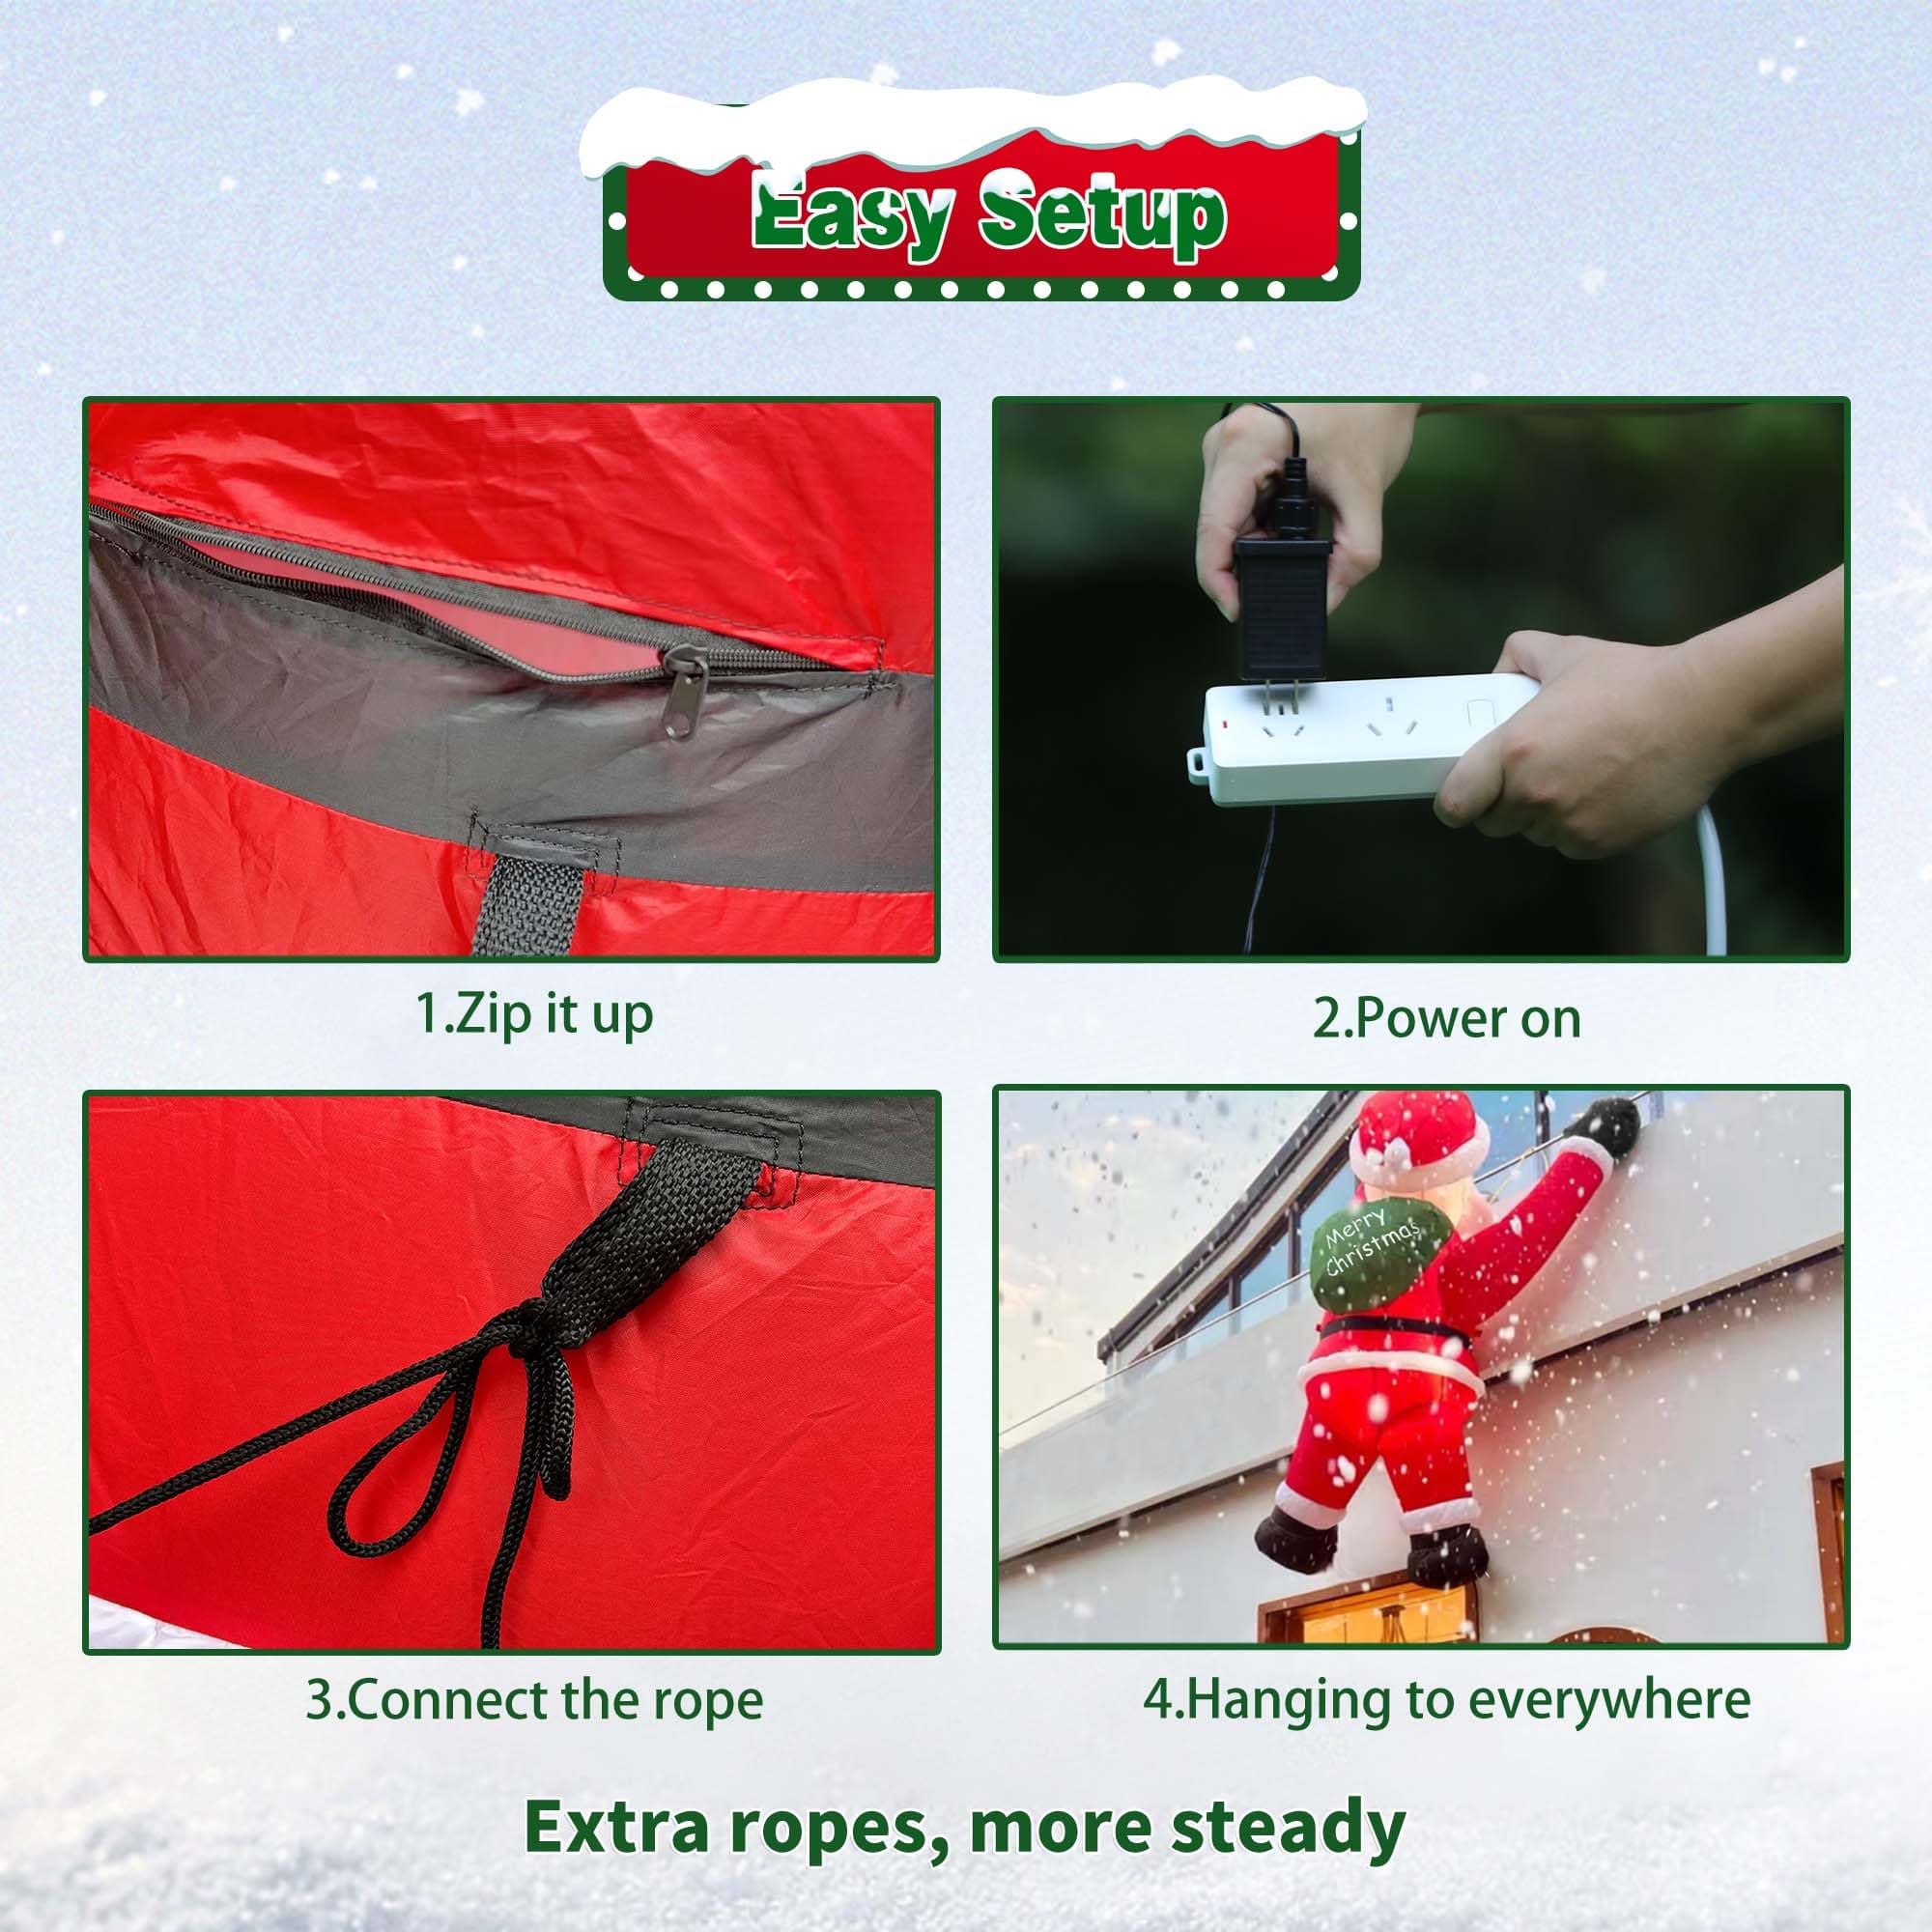 Easy Setup
1.Zip it up
2.Power on
3.Connect the rope
Merry
Christmas
4.Hanging to everywhere
Extra ropes, more steady